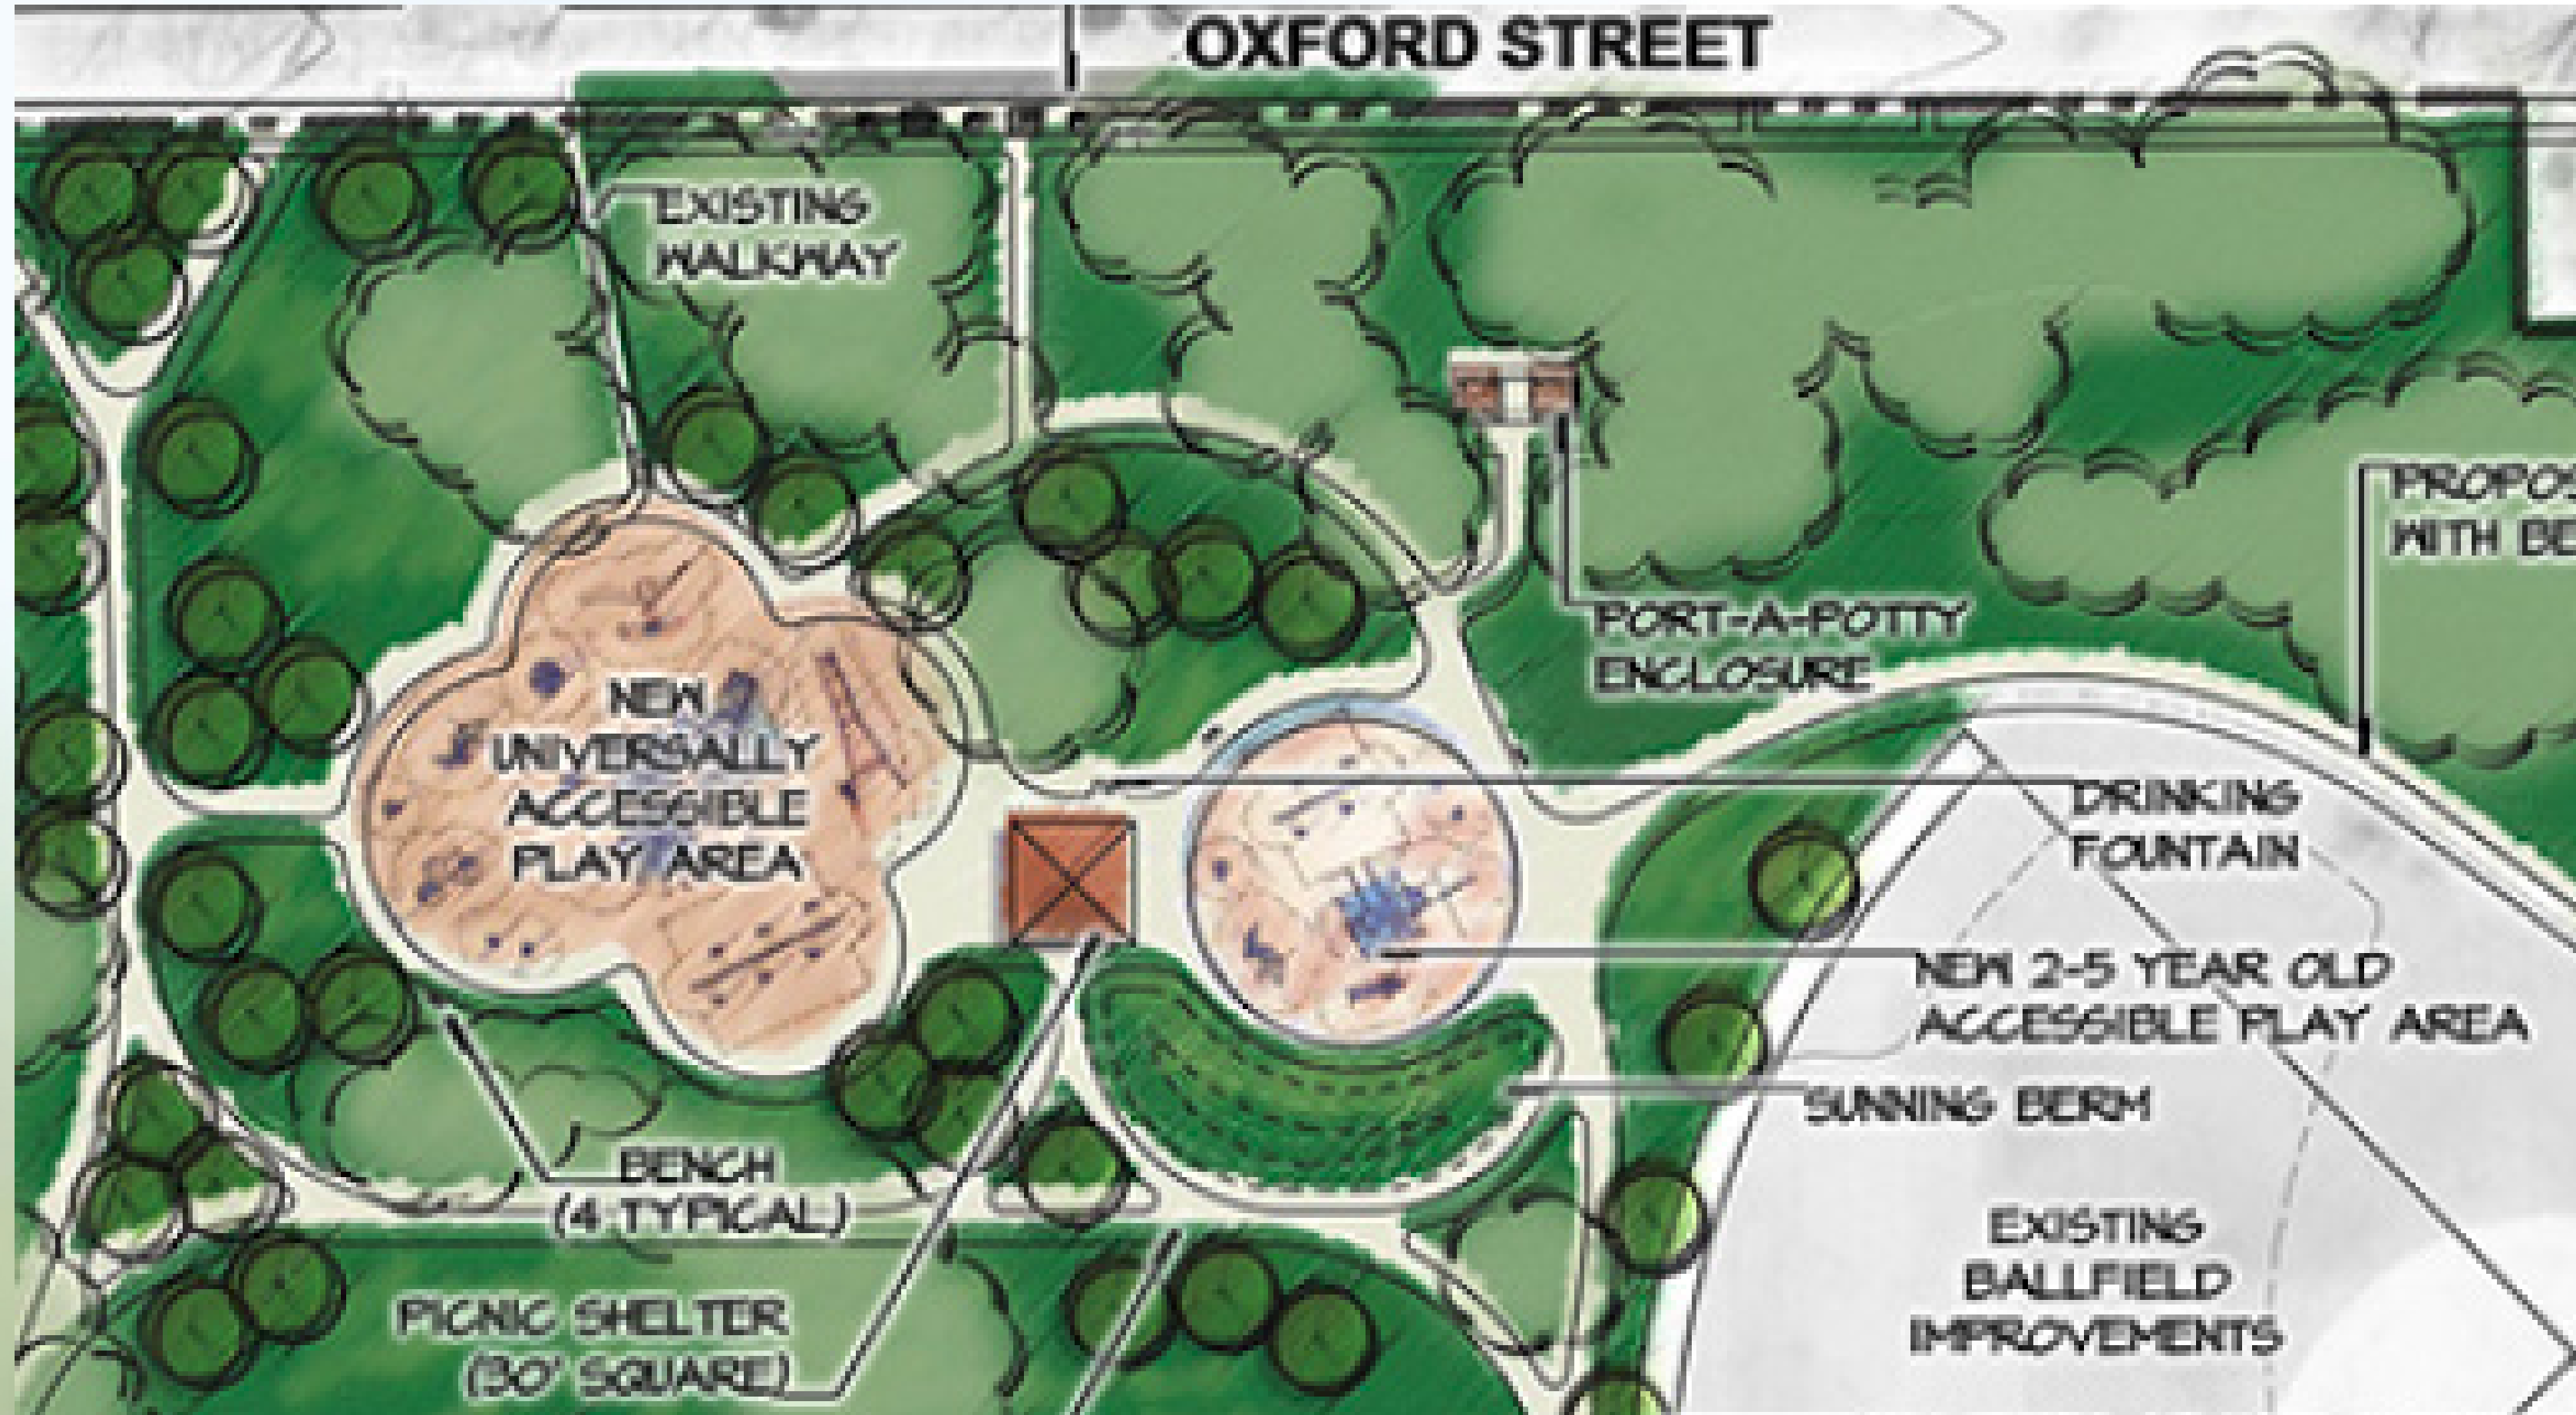 OXFORD STREET
EXISTING
WALKWAY
WITH
PORT-A-POTTY
ENCLOSURE
NEW
UNIVERSALLY
ACCESSIBLE
PLAY AREA
DRINKING
FOUNTAIN
NEW 2-5 YEAR OLD
ACCESSIBLE PLAY AREA
SUNNING BERM
BENCH
(4 TYPICAL)
EXISTING
BALLFIELD
IMPROVEMENTS
PICNIC SHELTER
(30' SQUARE)